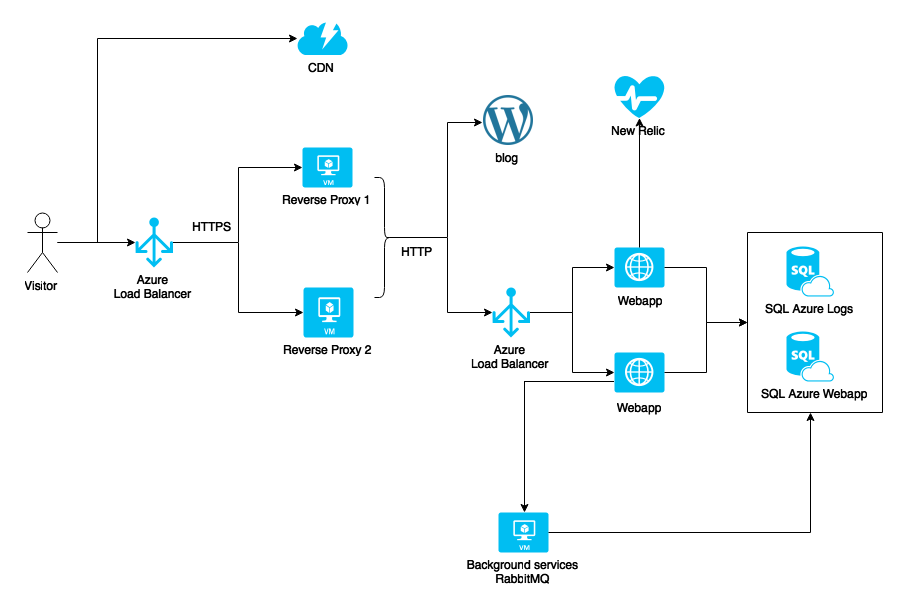 CDN
New Relic
blog
VM
Reverse Proxy 1
HTTPS
HTTP
Visitor
Azure
Load Balancer
VM
Reverse Proxy 2
Webapp
SQL
SQL Azure Logs
Azure
Load Balancer
Webapp
SQL
SQL Azure Webapp
VM
Background services
RabbitMQ